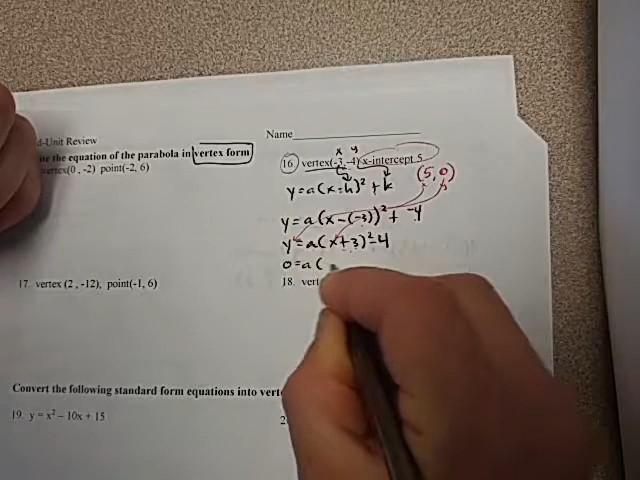 d-Unit Review
Name
the equation of the parabola in vertex form
vertex(0 , -2) point(-2, 6)
x y
16. vertex(-3,-4) x-intercept 5
(5, 0)
y = a(x - h)² + k
y = a(x - (-3))² + -4
y = a(x + 3)² - 4
0 = a (
17. vertex (2 , -12), point(-1, 6)
18. vert
Convert the following standard form equations into vert
19. y = x² – 10x + 15
2